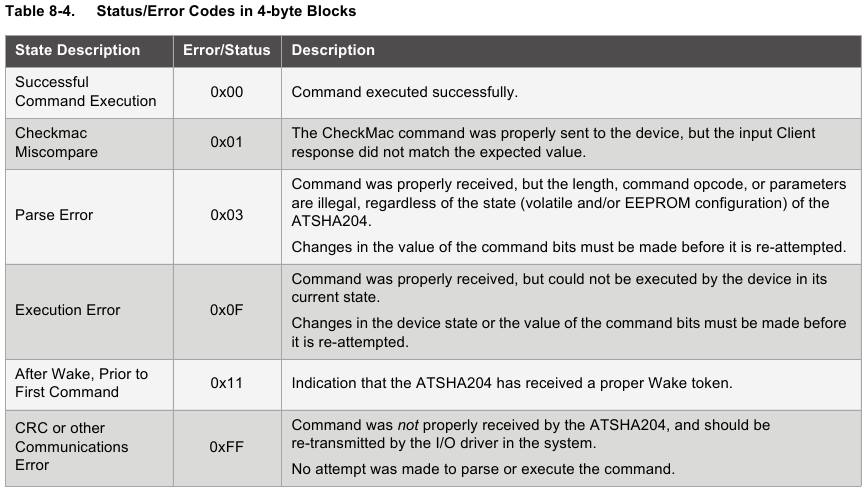 Table 8-4. Status/Error Codes in 4-byte Blocks
State Description Error/Status Description
Successful
Command Execution
0x00
Command executed successfully.
Checkmac
Miscompare
0x01
The CheckMac command was properly sent to the device, but the input Client
response did not match the expected value.
Parse Error
0x03
Command was properly received, but the length, command opcode, or parameters
are illegal, regardless of the state (volatile and/or EEPROM configuration) of the
ATSHA204.
Changes in the value of the command bits must be made before it is re-attempted.
Execution Error
0x0F
Command was properly received, but could not be executed by the device in its
current state.
Changes in the device state or the value of the command bits must be made before
it is re-attempted.
After Wake, Prior to
First Command
0x11
Indication that the ATSHA204 has received a proper Wake token.
CRC or other
Communications
Error
0xFF
Command was not properly received by the ATSHA204, and should be
re-transmitted by the I/O driver in the system.
No attempt was made to parse or execute the command.